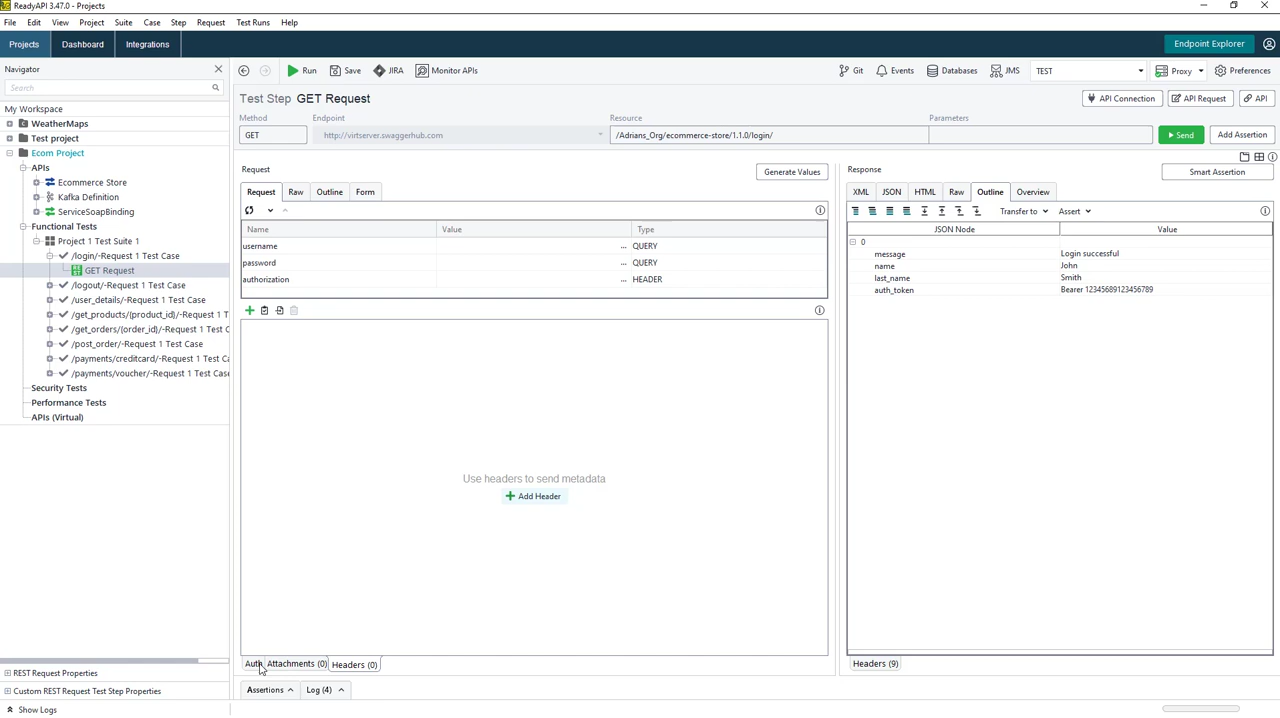 ReadyAPI 3.47.0 - Projects
File Edit View Project Suite Case Step Request Test Runs Help
Projects Dashboard Integrations Endpoint Explorer
Navigator
Run Save JIRA Monitor APIs Git Events Databases JMS TEST Proxy Preferences
Search
My Workspace
WeatherMaps
Test project
Ecom Project
APIs
Ecommerce Store
Kafka Definition
ServiceSoapBinding
Functional Tests
Project 1 Test Suite 1
/login/-Request 1 Test Case
GET Request
/logout/-Request 1 Test Case
/user_details/-Request 1 Test Case
/get_products/{product_id}/-Request 1 T
/get_orders/{order_id}/-Request 1 Test C
/post_order/-Request 1 Test Case
/payments/creditcard/-Request 1 Test Ca
/payments/voucher/-Request 1 Test Case
Security Tests
Performance Tests
APIs (Virtual)
REST Request Properties
Custom REST Request Test Step Properties
Show Logs
Test Step GET Request API Connection API Request API
Method Endpoint Resource Parameters
GET http://virtserver.swaggerhub.com /Adrians_Org/ecommerce-store/1.1.0/login/ Send Add Assertion
Request Generate Values
Request Raw Outline Form
Name Value Type
username ... QUERY
password ... QUERY
authorization ... HEADER
Use headers to send metadata
Add Header
Auth Attachments (0) Headers (0)
Assertions Log (4)
Response Smart Assertion
XML JSON HTML Raw Outline Overview
Transfer to Assert
JSON Node Value
0
message Login successful
name John
last_name Smith
auth_token Bearer 12345689123456789
Headers (9)